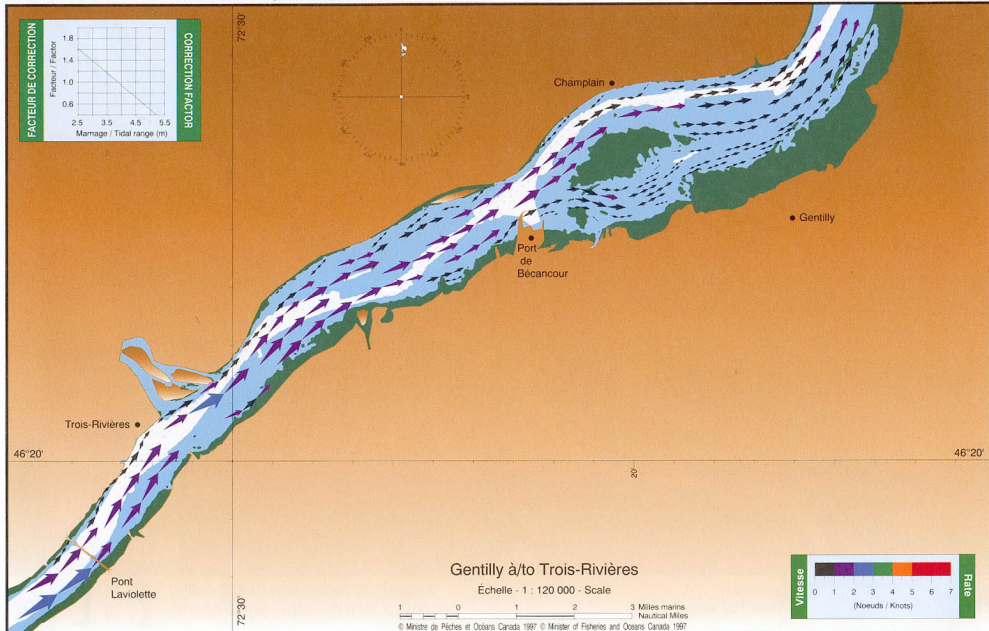 FACTEUR DE CORRECTION
Facteur / Factor
1.8
1.4
1.0
0.6
2.5
3.5
4.5
5.5
Marnage / Tidal range (m)
CORRECTION FACTOR
72°30'
Champlain
Gentilly
Port
de
Bécancour
Trois-Rivières
46°20'
46°20'
20'
Pont
Laviolette
72°30'
Gentilly à/to Trois-Rivières
Échelle - 1 : 120 000 - Scale
1 0 1 2 3 Milles marins
Nautical Miles
© Ministre de Pêches et Océans Canada 1997 © Minister of Fisheries and Oceans Canada 1997
Vitesse
0 1 2 3 4 5 6 7
(Noeuds / Knots)
Rate